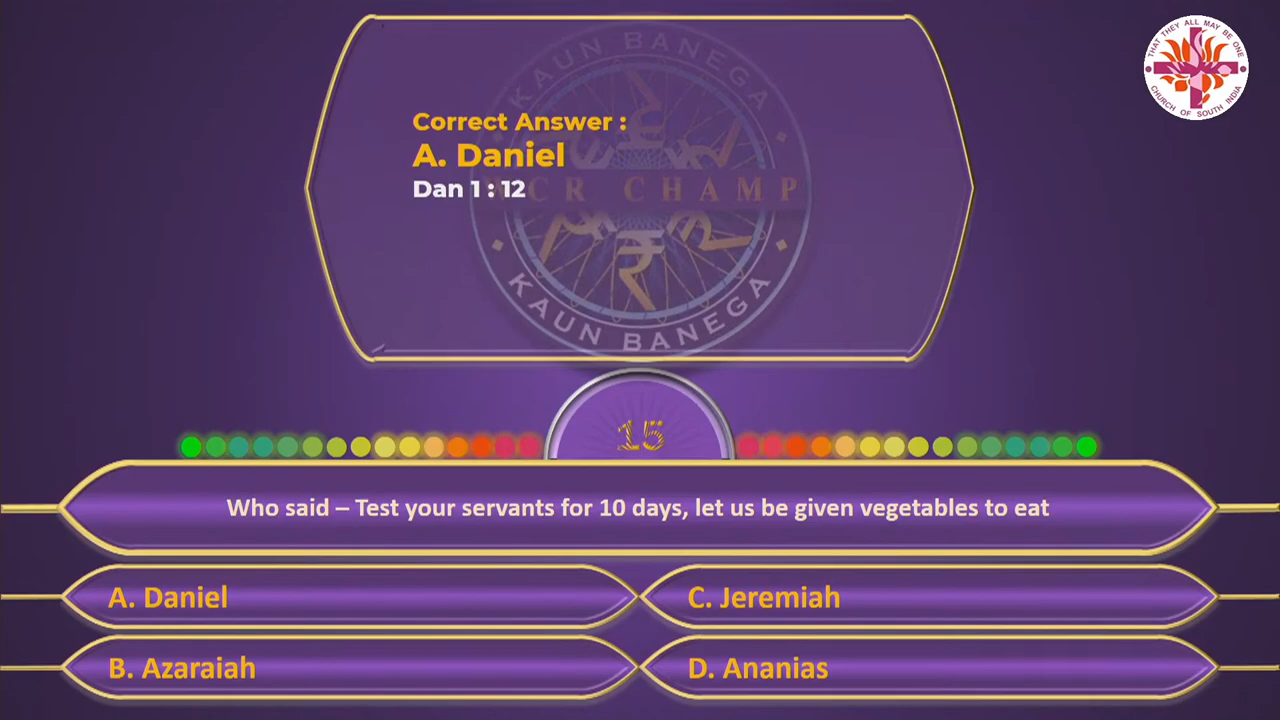 THAT THEY ALL MAY BE ONE
CHURCH OF SOUTH INDIA
KAUN BANEGA
Correct Answer :
A. Daniel
Dan 1 : 12
CR CHAMP
KAUN BANEGA
15
Who said – Test your servants for 10 days, let us be given vegetables to eat
A. Daniel
C. Jeremiah
B. Azaraiah
D. Ananias